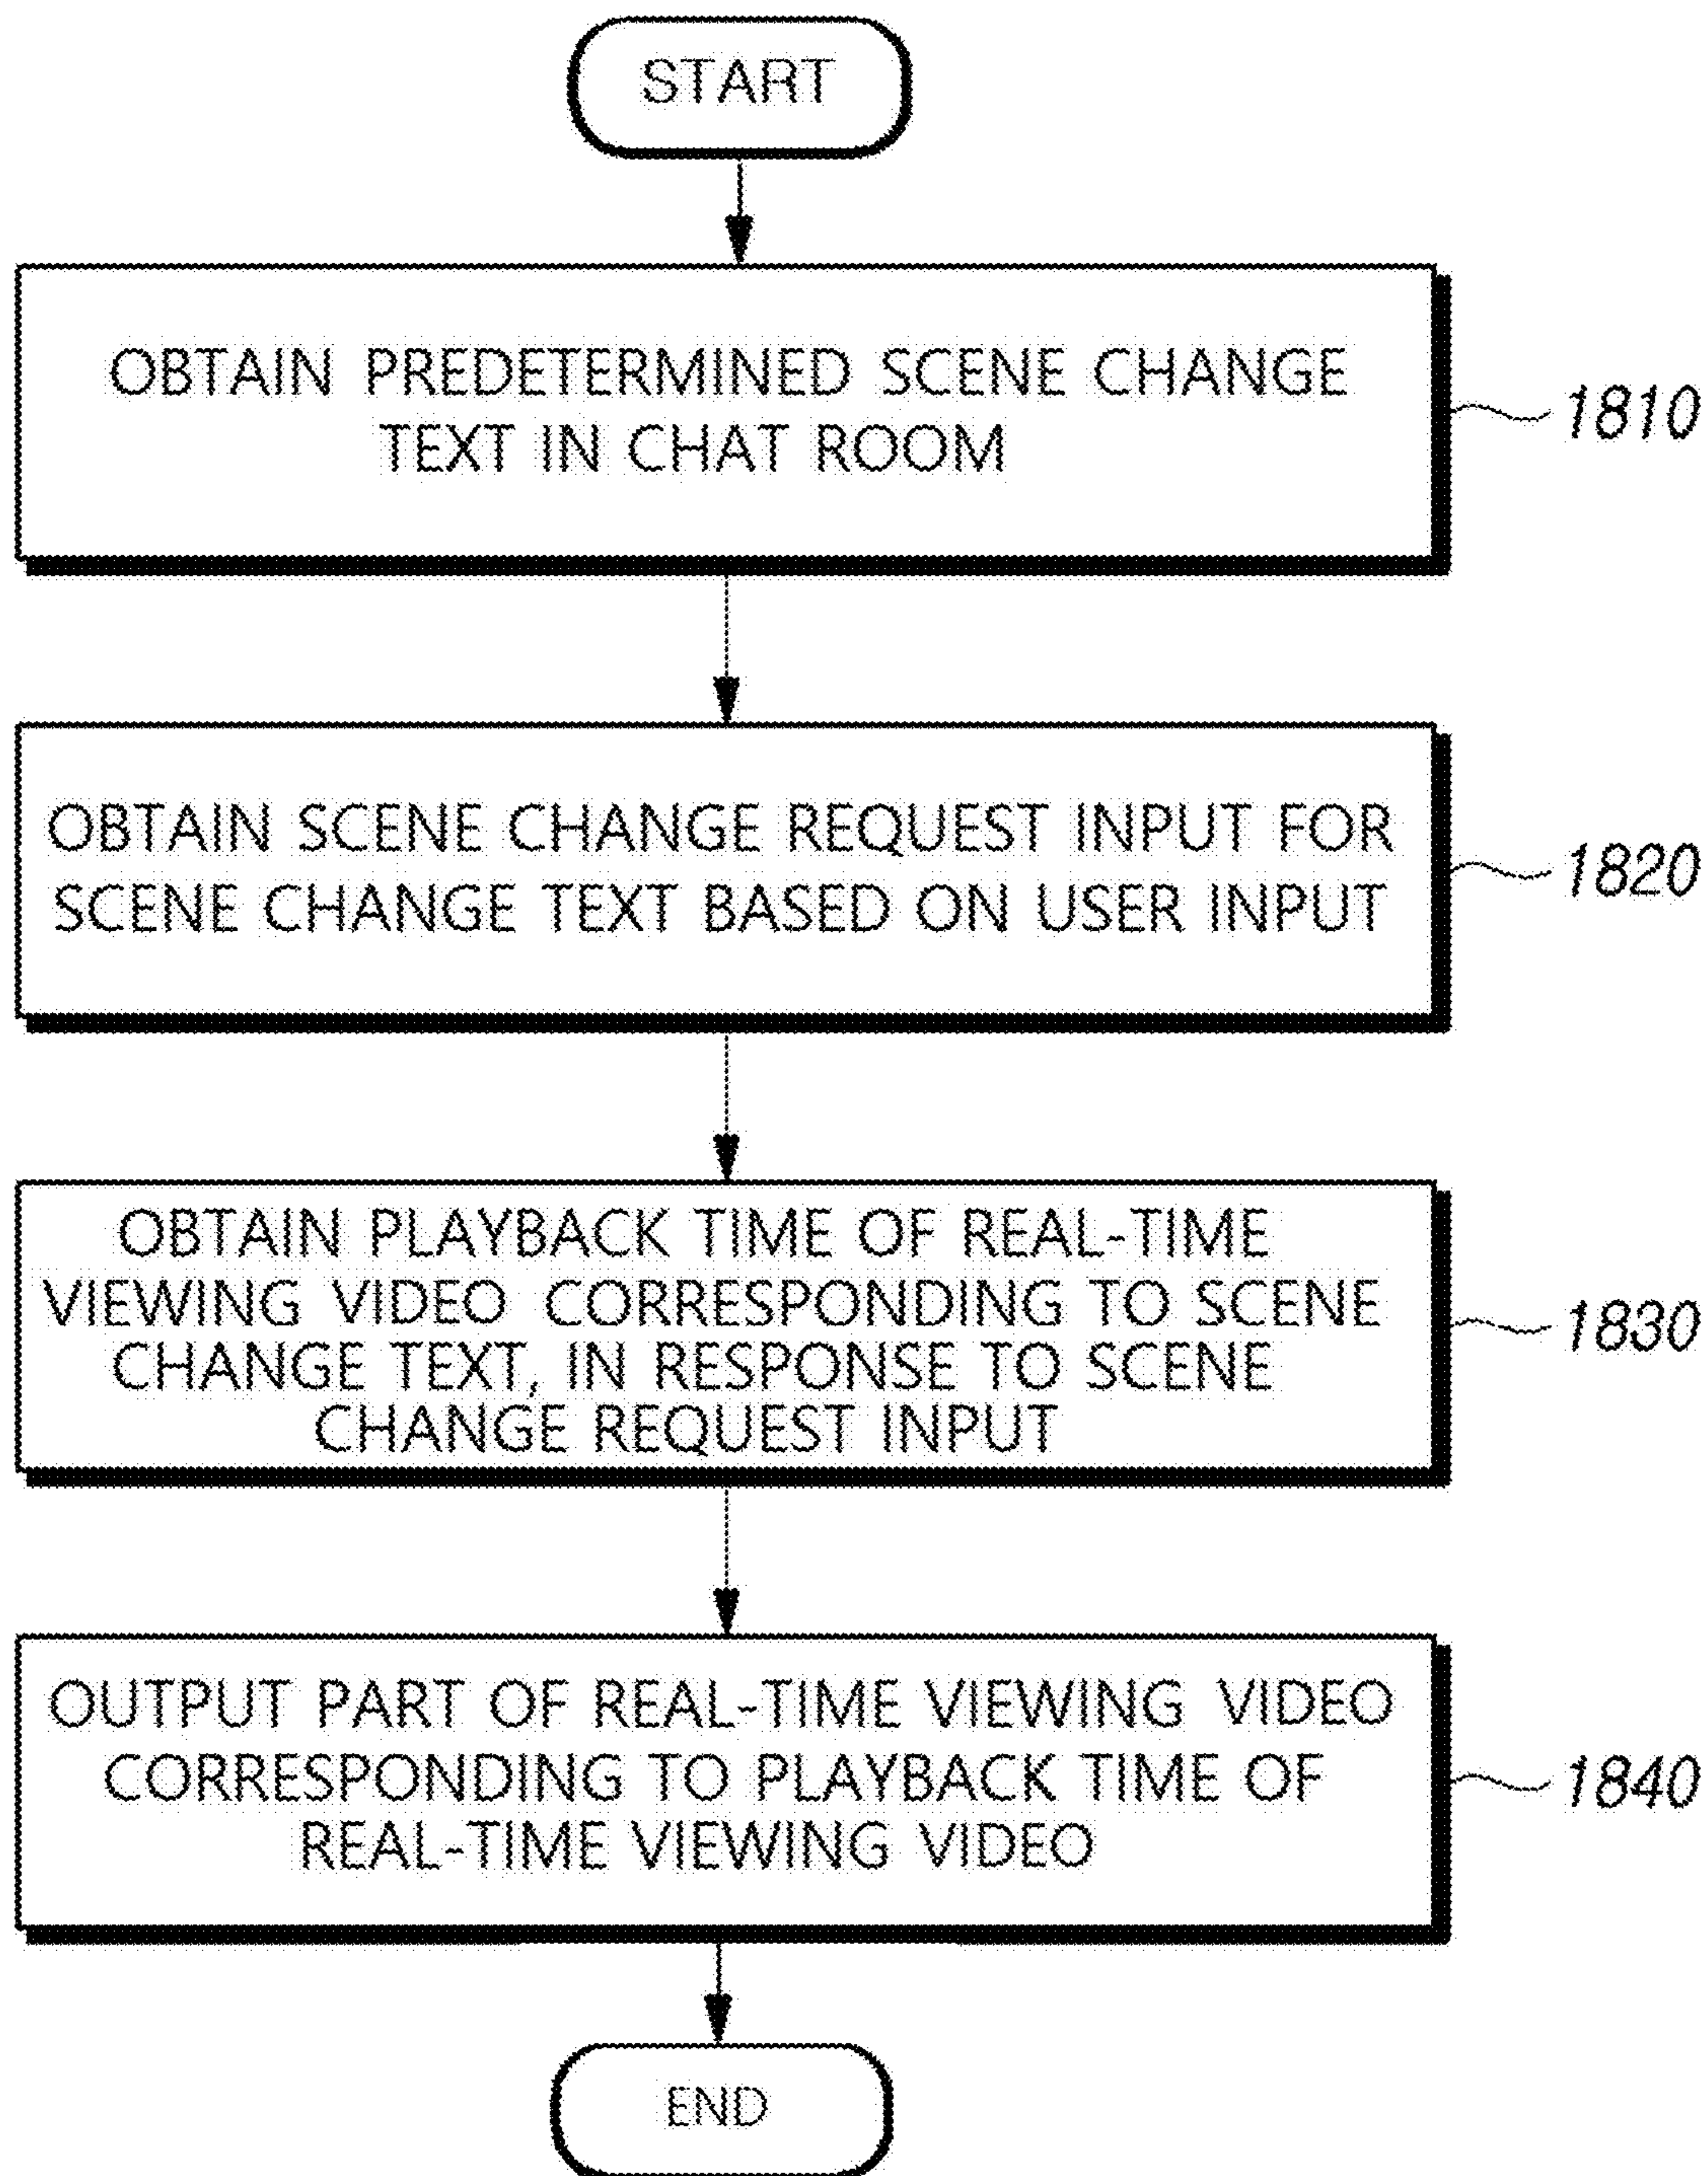 START
OBTAIN PREDETERMINED SCENE CHANGE
TEXT IN CHAT ROOM
1810
OBTAIN SCENE CHANGE REQUEST INPUT FOR
SCENE CHANGE TEXT BASED ON USER INPUT
1820
OBTAIN PLAYBACK TIME OF REAL-TIME
VIEWING VIDEO CORRESPONDING TO SCENE
CHANGE TEXT, IN RESPONSE TO SCENE
CHANGE REQUEST INPUT
1830
OUTPUT PART OF REAL-TIME VIEWING VIDEO
CORRESPONDING TO PLAYBACK TIME OF
REAL-TIME VIEWING VIDEO
1840
END